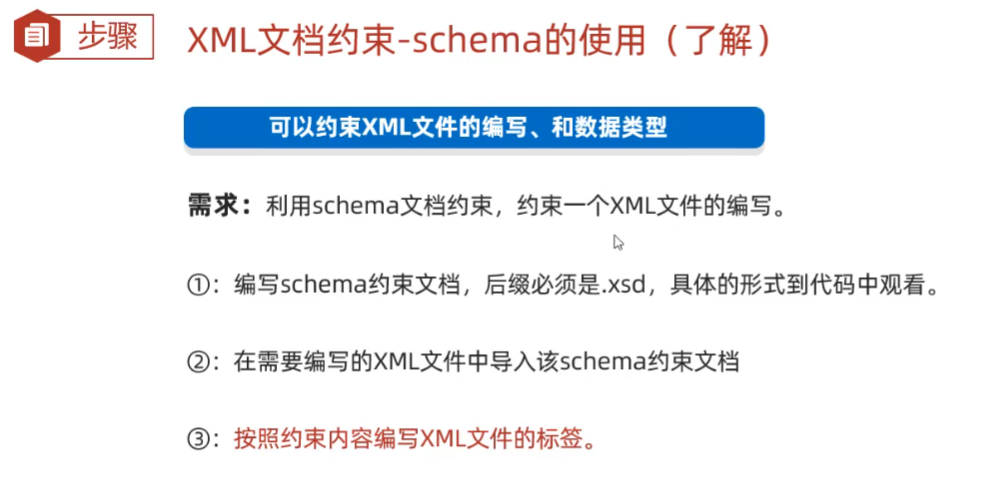 步骤
XML文档约束-schema的使用（了解）
可以约束XML文件的编写、和数据类型
需求：利用schema文档约束，约束一个XML文件的编写。
①：编写schema约束文档，后缀必须是.xsd，具体的形式到代码中观看。
②：在需要编写的XML文件中导入该schema约束文档
③：按照约束内容编写XML文件的标签。